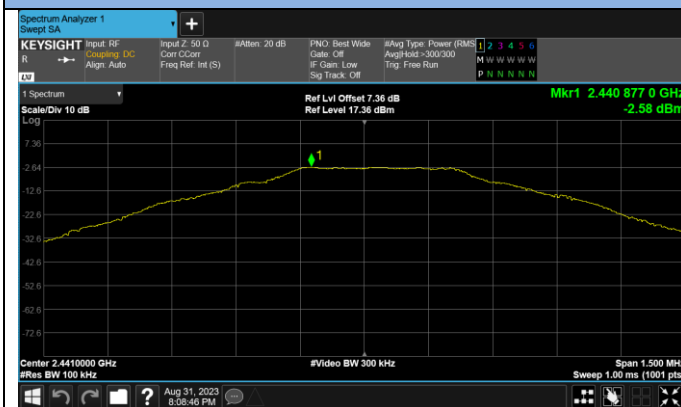 Spectrum Analyzer 1
Swept SA
KEYSIGHT Input: RF Input Z: 50 Ω #Atten: 20 dB PNO: Best Wide #Avg Type: Power (RMS 1 2 3 4 5 6
R Coupling: DC Corr CCorr Gate: Off Avg|Hold:>300/300 M W W W W W
Align: Auto Freq Ref: Int (S) IF Gain: Low Trig: Free Run
LXI Sig Track: Off P N N N N N
1 Spectrum Ref Lvl Offset 7.36 dB Mkr1 2.440 877 0 GHz
Scale/Div 10 dB Ref Level 17.36 dBm -2.58 dBm
Log
7.36
1
-2.64
-12.6
-22.6
-32.6
-42.6
-52.6
-62.6
-72.6
Center 2.4410000 GHz #Video BW 300 kHz Span 1.500 MHz
#Res BW 100 kHz Sweep 1.00 ms (1001 pts
? Aug 31, 2023
8:08:46 PM